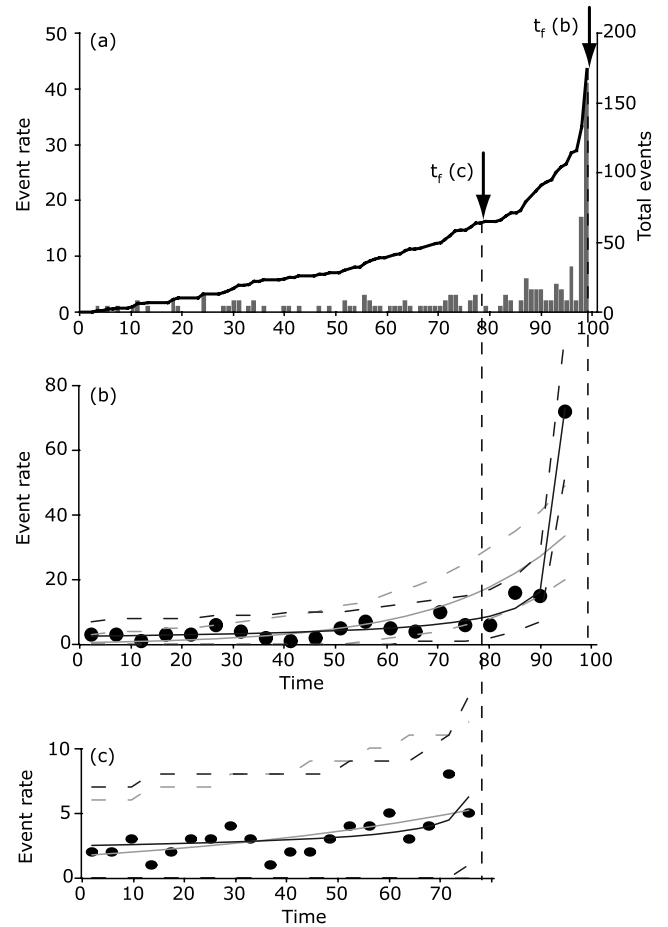 t_f (b)
50 (a) 200
40 150
t_f (c)
30
Event rate
100
Total events
20
10 50
0 0
0 10 20 30 40 50 60 70 80 90 100
80 (b)
60
Event rate
40
20
0
0 10 20 30 40 50 60 70 80 90 100
Time
10 (c)
Event rate
5
0
0 10 20 30 40 50 60 70
Time